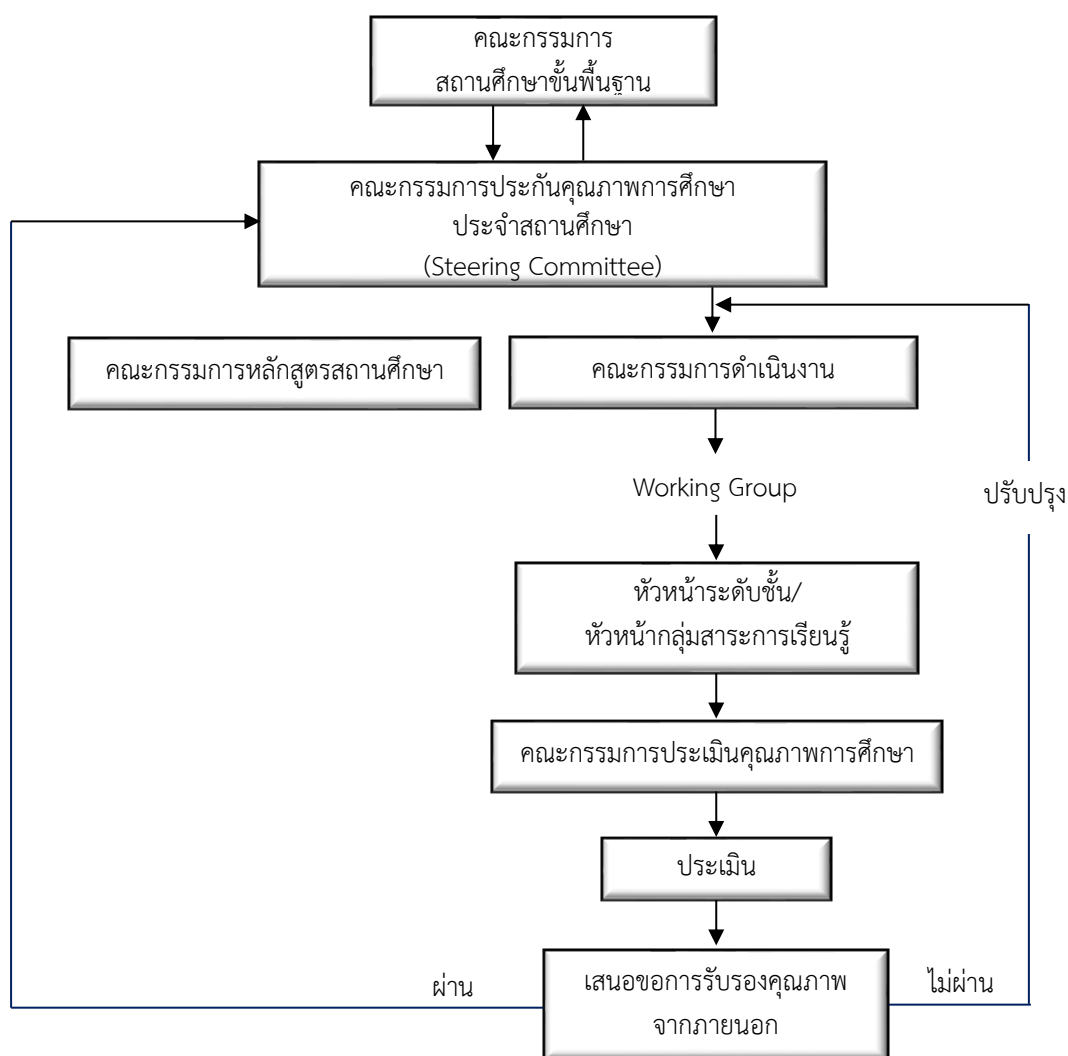 คณะกรรมการ
สถานศึกษาขั้นพื้นฐาน
คณะกรรมการประกันคุณภาพการศึกษา
ประจำสถานศึกษา
(Steering Committee)
คณะกรรมการหลักสูตรสถานศึกษา
คณะกรรมการดำเนินงาน
Working Group
ปรับปรุง
หัวหน้าระดับชั้น/
หัวหน้ากลุ่มสาระการเรียนรู้
คณะกรรมการประเมินคุณภาพการศึกษา
ประเมิน
ผ่าน
เสนอขอการรับรองคุณภาพ
จากภายนอก
ไม่ผ่าน